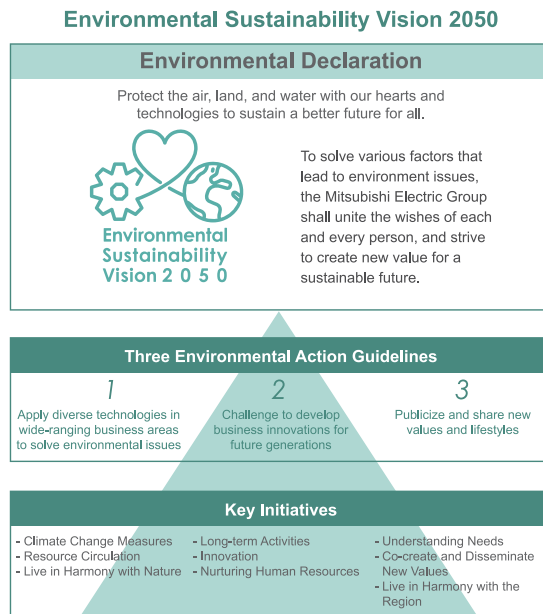 Environmental Sustainability Vision 2050
Environmental Declaration
Protect the air, land, and water with our hearts and
technologies to sustain a better future for all.
Environmental
Sustainability
Vision 2 0 5 0
To solve various factors that
lead to environment issues,
the Mitsubishi Electric Group
shall unite the wishes of each
and every person, and strive
to create new value for a
sustainable future.
Three Environmental Action Guidelines
1
Apply diverse technologies in
wide-ranging business areas
to solve environmental issues
2
Challenge to develop
business innovations for
future generations
3
Publicize and share new
values and lifestyles
Key Initiatives
- Climate Change Measures
- Resource Circulation
- Live in Harmony with Nature
- Long-term Activities
- Innovation
- Nurturing Human Resources
- Understanding Needs
- Co-create and Disseminate
New Values
- Live in Harmony with the
Region